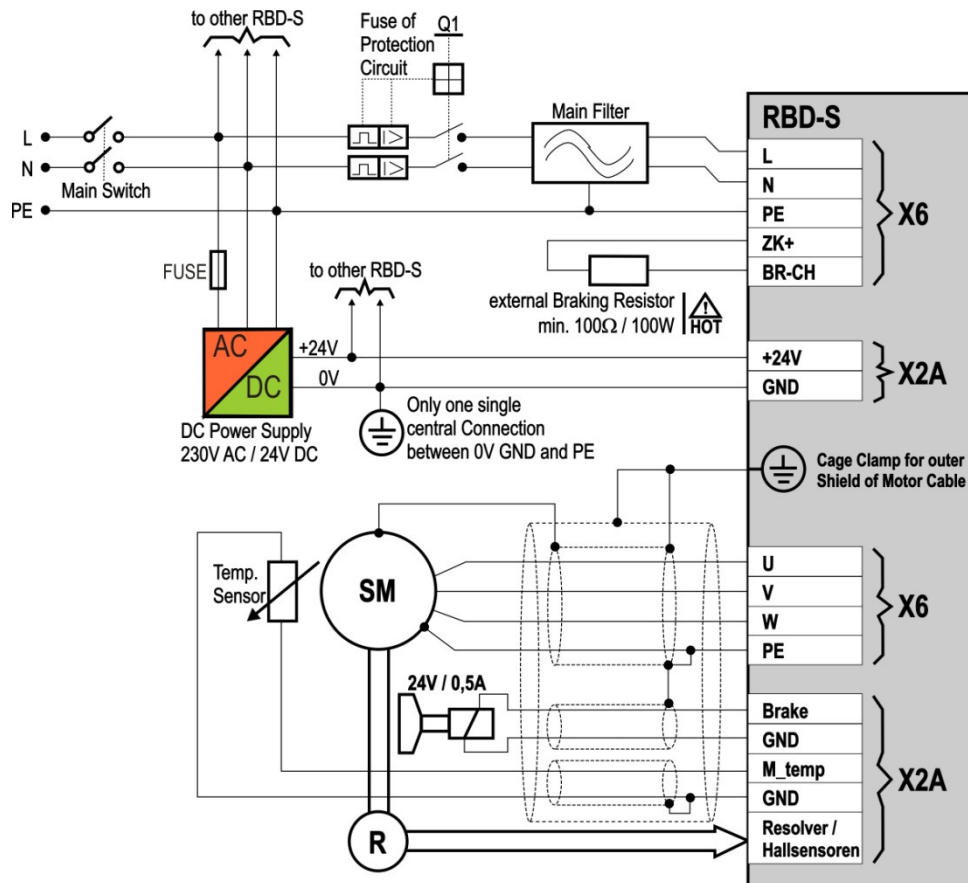 to other RBD-S
Fuse of
Protection
Circuit
Q1
L
N
Main Switch
PE
Main Filter
RBD-S
L
N
PE
ZK+
BR-CH
X6
FUSE
to other RBD-S
external Braking Resistor
min. 100Ω / 100W
HOT
AC
DC
+24V
0V
DC Power Supply
230V AC / 24V DC
Only one single
central Connection
between 0V GND and PE
+24V
GND
X2A
Cage Clamp for outer
Shield of Motor Cable
Temp.
Sensor
SM
U
V
W
PE
X6
24V / 0,5A
Brake
GND
M_temp
GND
Resolver /
Hallsensoren
X2A
R